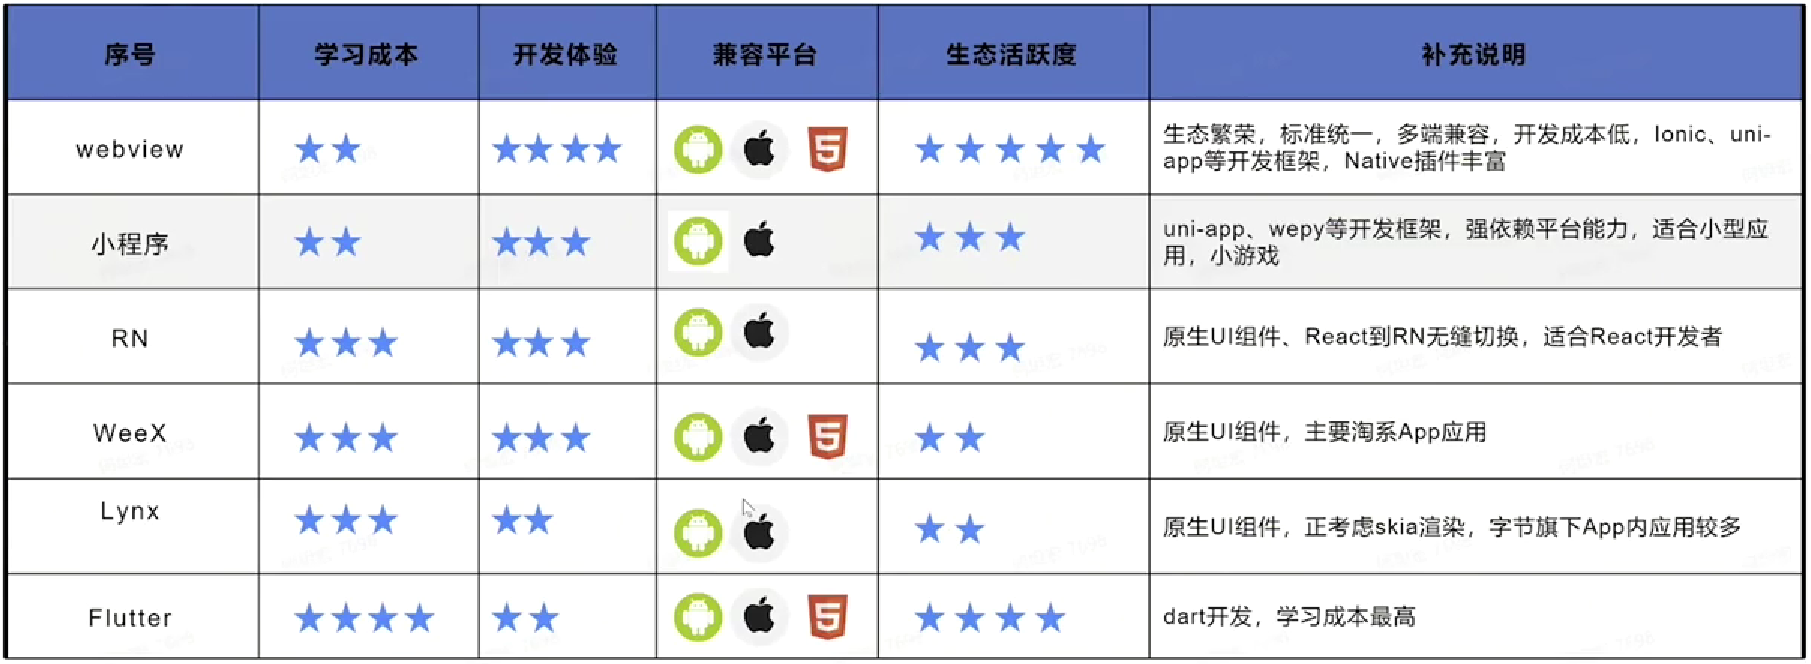 序号 学习成本 开发体验 兼容平台 生态活跃度 补充说明
webview
生态繁荣，标准统一，多端兼容，开发成本低，Ionic、uni-
app等开发框架，Native插件丰富
小程序
uni-app、wepy等开发框架，强依赖平台能力，适合小型应
用，小游戏
RN
原生UI组件、React到RN无缝切换，适合React开发者
WeeX
原生UI组件，主要淘系App应用
Lynx
原生UI组件，正考虑skia渲染，字节旗下App内应用较多
Flutter
dart开发，学习成本最高